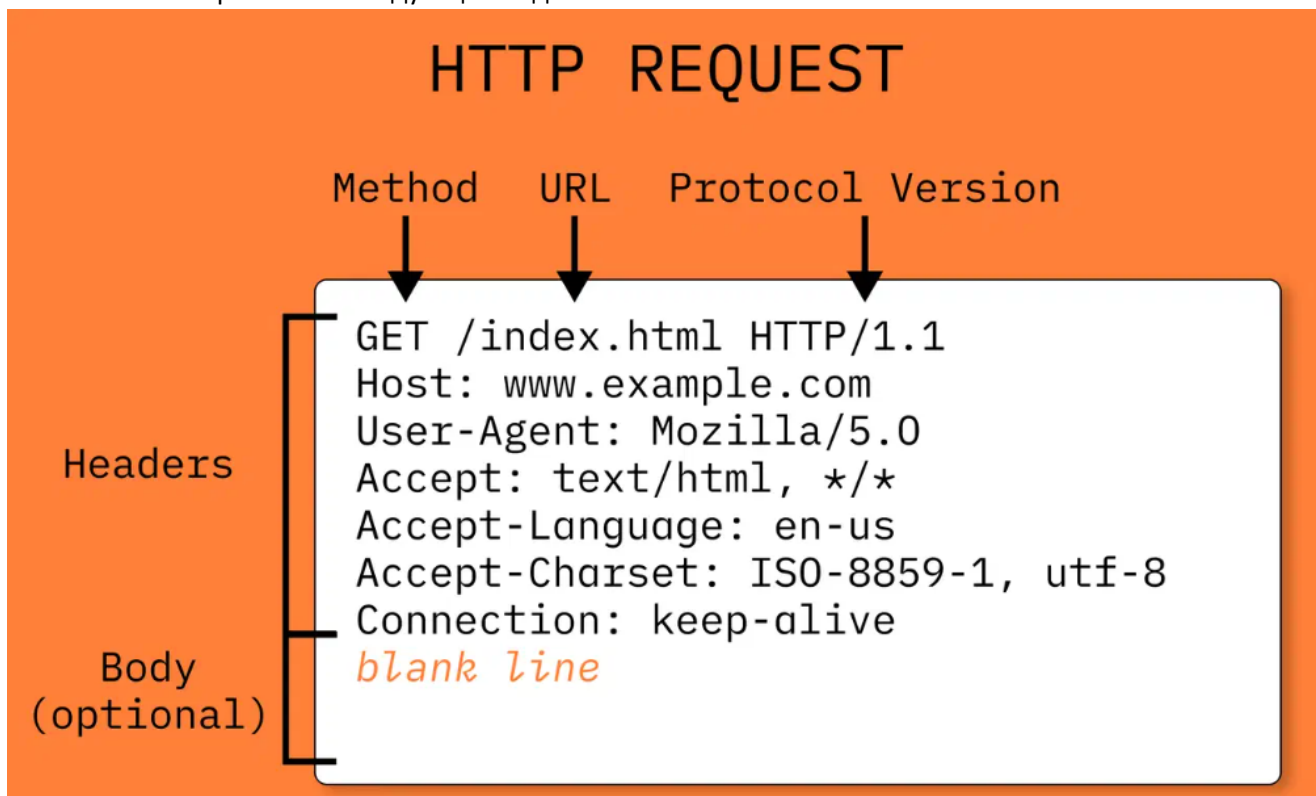 HTTP REQUEST
Method URL Protocol Version
GET /index.html HTTP/1.1
Host: www.example.com
User-Agent: Mozilla/5.0
Headers
Accept: text/html, */*
Accept-Language: en-us
Accept-Charset: ISO-8859-1, utf-8
Connection: keep-alive
Body
(optional)
blank line